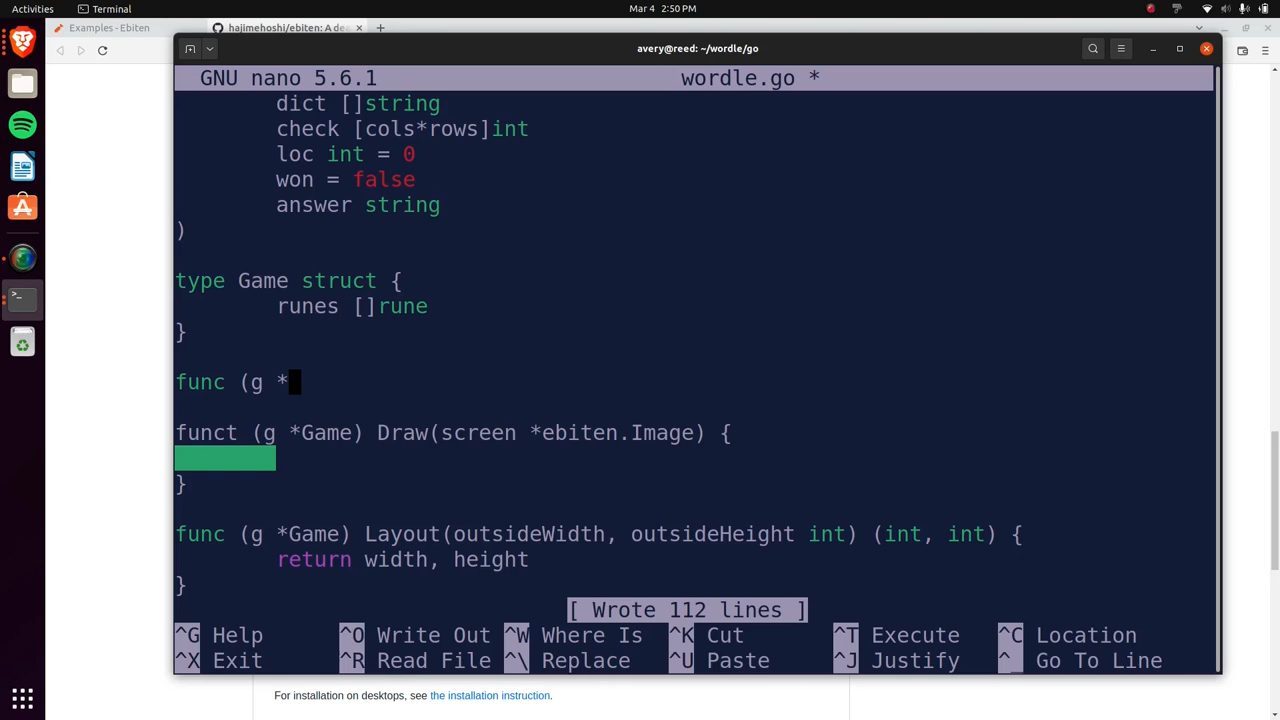 Activities
Terminal
Mar 4 2:50 PM
Examples - Ebiten
hajimehoshi/ebiten: A de
avery@reed: ~/wordle/go
GNU nano 5.6.1 wordle.go *
dict []string
check [cols*rows]int
loc int = 0
won = false
answer string
)
type Game struct {
runes []rune
}
func (g *
funct (g *Game) Draw(screen *ebiten.Image) {
}
func (g *Game) Layout(outsideWidth, outsideHeight int) (int, int) {
return width, height
}
[ Wrote 112 lines ]
^G Help ^O Write Out ^W Where Is ^K Cut ^T Execute ^C Location
^X Exit ^R Read File ^\ Replace ^U Paste ^J Justify ^_ Go To Line
For installation on desktops, see the installation instruction.